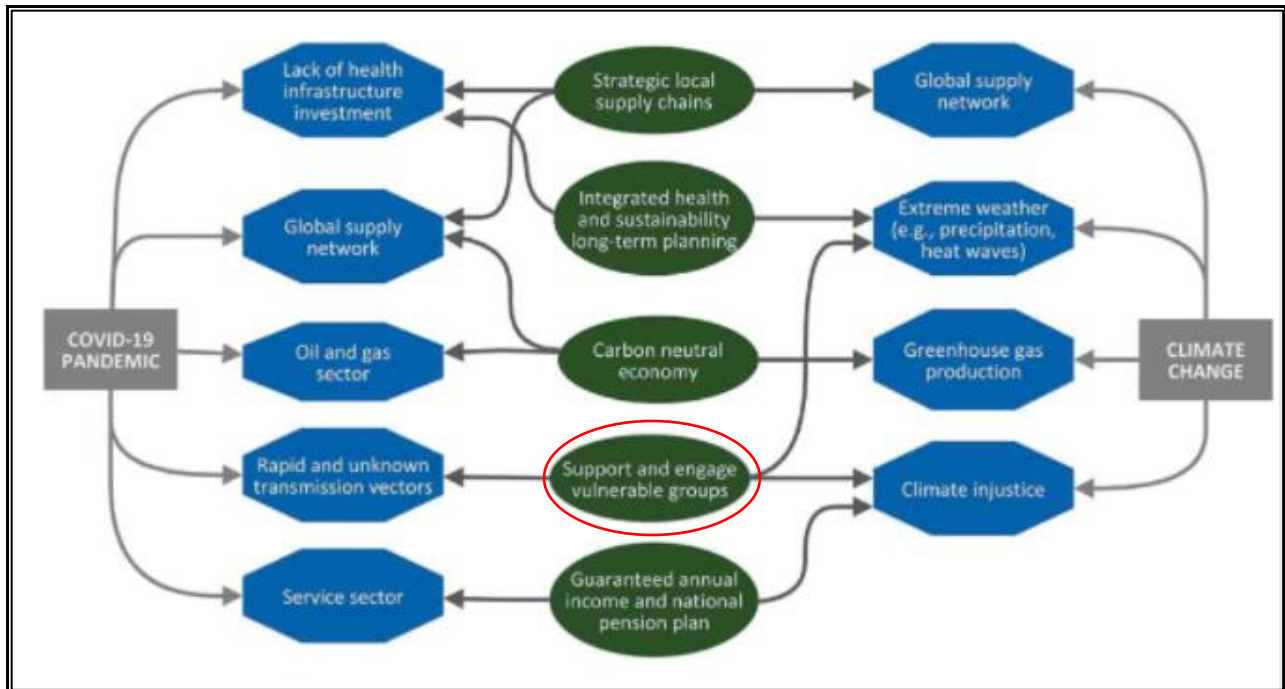 Lack of health
infrastructure
investment
Strategic local
supply chains
Global supply
network
Global supply
network
Integrated health
and sustainability
long-term planning
Extreme weather
(e.g., precipitation,
heat waves)
COVID-19
PANDEMIC
Oil and gas
sector
Carbon neutral
economy
Greenhouse gas
production
CLIMATE
CHANGE
Rapid and unknown
transmission vectors
Support and engage
vulnerable groups
Climate injustice
Service sector
Guaranteed annual
income and national
pension plan